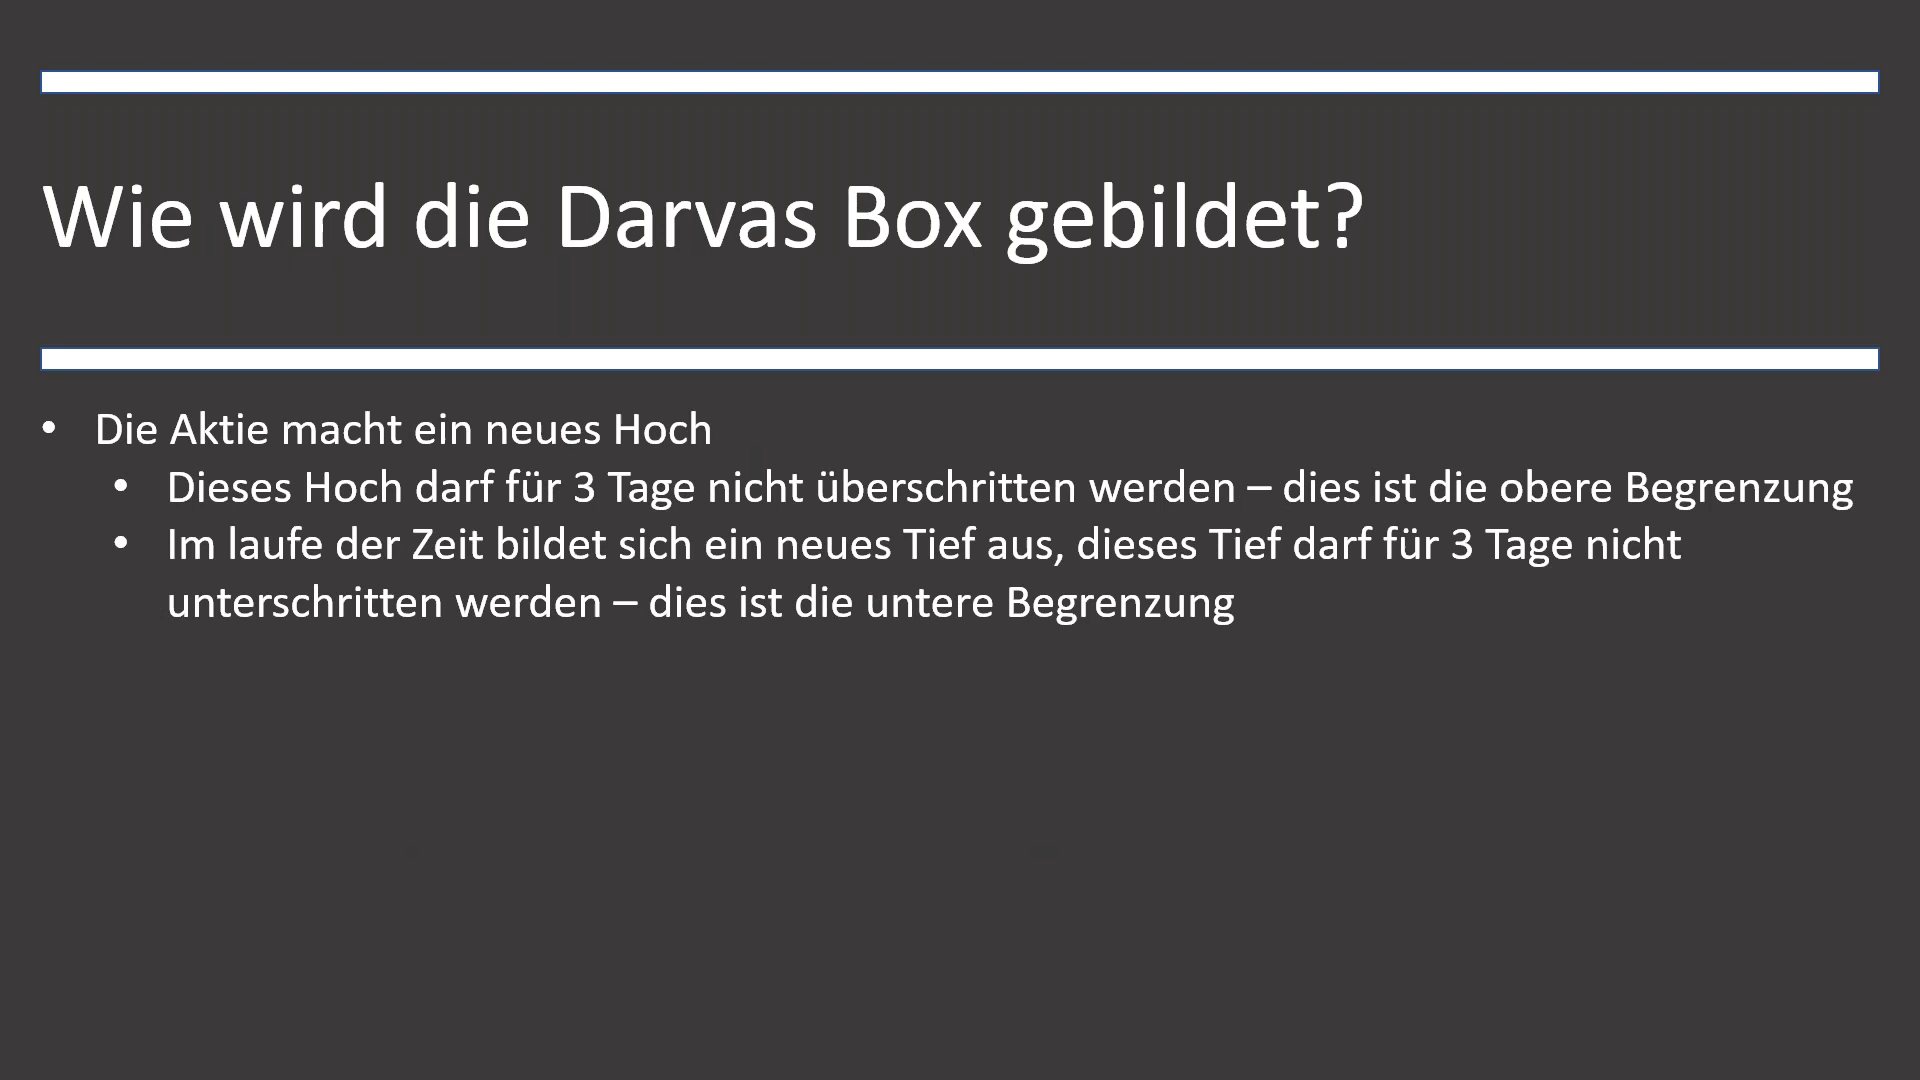 Wie wird die Darvas Box gebildet?
• Die Aktie macht ein neues Hoch
• Dieses Hoch darf für 3 Tage nicht überschritten werden – dies ist die obere Begrenzung
• Im laufe der Zeit bildet sich ein neues Tief aus, dieses Tief darf für 3 Tage nicht
unterschritten werden – dies ist die untere Begrenzung